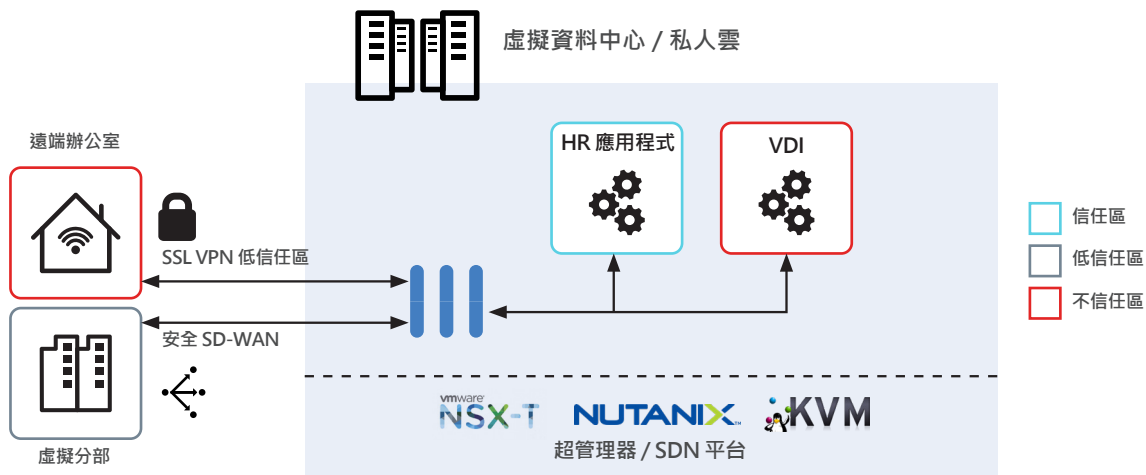 虛擬資料中心 / 私人雲
遠端辦公室
HR 應用程式
VDI
SSL VPN 低信任區
安全 SD-WAN
虛擬分部
信任區
低信任區
不信任區
vmware
NSX-T
NUTANIX
KVM
超管理器 / SDN 平台